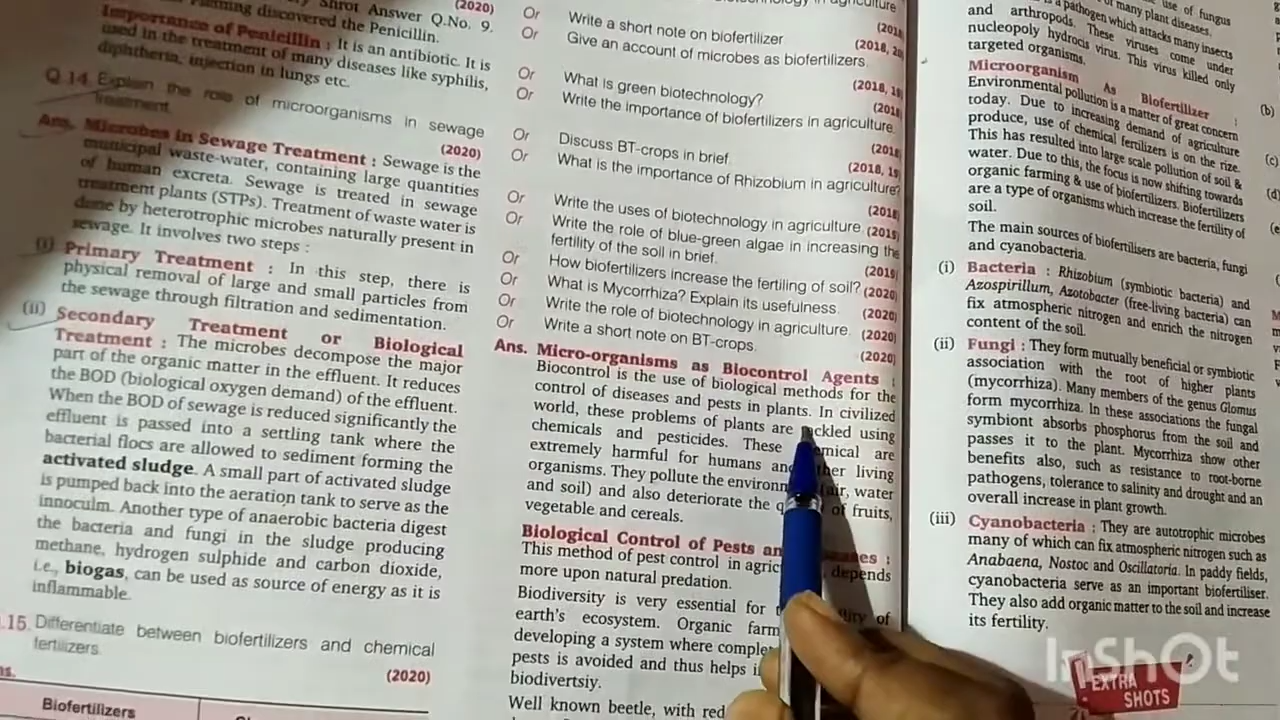 Shrot Answer Q.No. 9.
(2020)
discovered the Penicillin.
Importance of Penicillin : It is an antibiotic. It is
used in the treatment of many diseases like syphilis,
diphtheria, injection in lungs etc.
Q.14. Explain the role of microorganisms in sewage
treatment.
(2020)
Ans. Microbes in Sewage Treatment : Sewage is the
municipal waste-water, containing large quantities
of human excreta. Sewage is treated in sewage
treatment plants (STPs). Treatment of waste water is
done by heterotrophic microbes naturally present in
sewage. It involves two steps :
(i) Primary Treatment : In this step, there is
physical removal of large and small particles from
the sewage through filtration and sedimentation.
(ii) Secondary Treatment or Biological
Treatment : The microbes decompose the major
part of the organic matter in the effluent. It reduces
the BOD (biological oxygen demand) of the effluent.
When the BOD of sewage is reduced significantly the
effluent is passed into a settling tank where the
bacterial flocs are allowed to sediment forming the
activated sludge. A small part of activated sludge
is pumped back into the aeration tank to serve as the
innoculm. Another type of anaerobic bacteria digest
the bacteria and fungi in the sludge producing
methane, hydrogen sulphide and carbon dioxide,
i.e., biogas, can be used as source of energy as it is
inflammable.
.15. Differentiate between biofertilizers and chemical
fertilizers.
(2020)
ns.
Biofertilizers
in agriculture
Or Write a short note on biofertilizer.
Or Give an account of microbes as biofertilizers.
Or What is green biotechnology?
Or Write the importance of biofertilizers in agriculture.
Or Discuss BT-crops in brief.
Or What is the importance of Rhizobium in agriculture?
Or Write the uses of biotechnology in agriculture.
Or Write the role of blue-green algae in increasing the
fertility of the soil in brief. (2019)
Or How biofertilizers increase the fertiling of soil? (2020)
Or What is Mycorrhiza? Explain its usefulness. (2020)
Or Write the role of biotechnology in agriculture. (2020)
Or Write a short note on BT-crops. (2020)
Ans. Micro-organisms as Biocontrol Agents :
Biocontrol is the use of biological methods for the
control of diseases and pests in plants. In civilized
world, these problems of plants are tackled using
chemicals and pesticides. These are
extremely harmful for humans and living
organisms. They pollute the (air, water
and soil) and also deteriorate the of fruits,
vegetable and cereals.
Biological Control of Pests
This method of pest control in depends
more upon natural predation.
Biodiversity is very essential for of
earth's ecosystem. Organic
developing a system where
pests is avoided and thus helps
biodivertsiy.
Well known beetle, with red
use of fungus
of many plant diseases.
is a pathogen which attacks many insects
and arthropods. These viruses come under
nucleopoly hydrocis virus. This virus killed only
targeted organisms.
Microorganism As Biofertilizer :
Environmental pollution is a matter of great concern
today. Due to increasing demand of agriculture
produce, use of chemical fertilizers is on the rize.
This has resulted into large scale pollution of soil &
water. Due to this, the focus is now shifting towards
organic farming & use of biofertilizers. Biofertilizers
are a type of organisms which increase the fertility of
soil.
The main sources of biofertilisers are bacteria, fungi
and cyanobacteria.
(i) Bacteria : Rhizobium (symbiotic bacteria) and
Azospirillum, Azotobacter (free-living bacteria) can
fix atmospheric nitrogen and enrich the nitrogen
content of the soil.
(ii) Fungi : They form mutually beneficial or symbiotic
association with the root of higher plants
(mycorrhiza). Many members of the genus Glomus
form mycorrhiza. In these associations the fungal
symbiont absorbs phosphorus from the soil and
passes it to the plant. Mycorrhiza show other
benefits also, such as resistance to root-borne
pathogens, tolerance to salinity and drought and an
overall increase in plant growth.
(iii) Cyanobacteria : They are autotrophic microbes
many of which can fix atmospheric nitrogen such as
Anabaena, Nostoc and Oscillatoria. In paddy fields,
cyanobacteria serve as an important biofertiliser.
They also add organic matter to the soil and increase
its fertility.
EXTRA
SHOTS
InShOt
(b)
(c)
(d)
(e